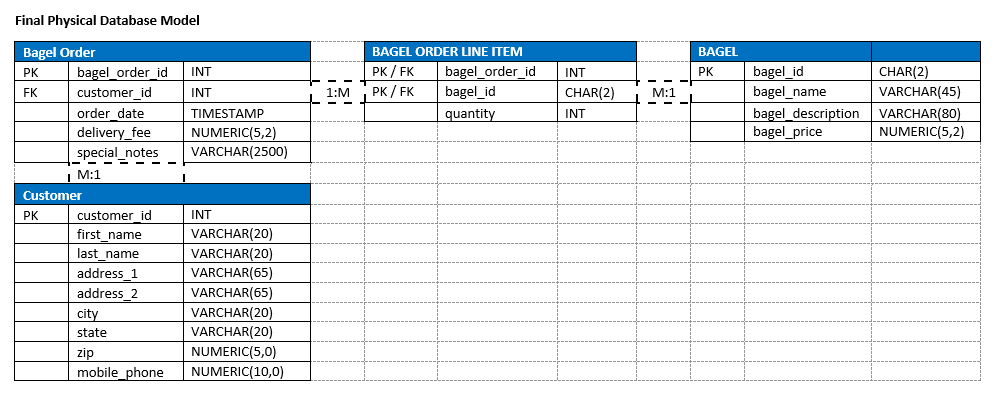 Final Physical Database Model
Bagel Order
PK bagel_order_id INT
FK customer_id INT
order_date TIMESTAMP
delivery_fee NUMERIC(5,2)
special_notes VARCHAR(2500)
1:M
BAGEL ORDER LINE ITEM
PK / FK bagel_order_id INT
PK / FK bagel_id CHAR(2)
quantity INT
M:1
BAGEL
PK bagel_id CHAR(2)
bagel_name VARCHAR(45)
bagel_description VARCHAR(80)
bagel_price NUMERIC(5,2)
M:1
Customer
PK customer_id INT
first_name VARCHAR(20)
last_name VARCHAR(20)
address_1 VARCHAR(65)
address_2 VARCHAR(65)
city VARCHAR(20)
state VARCHAR(20)
zip NUMERIC(5,0)
mobile_phone NUMERIC(10,0)